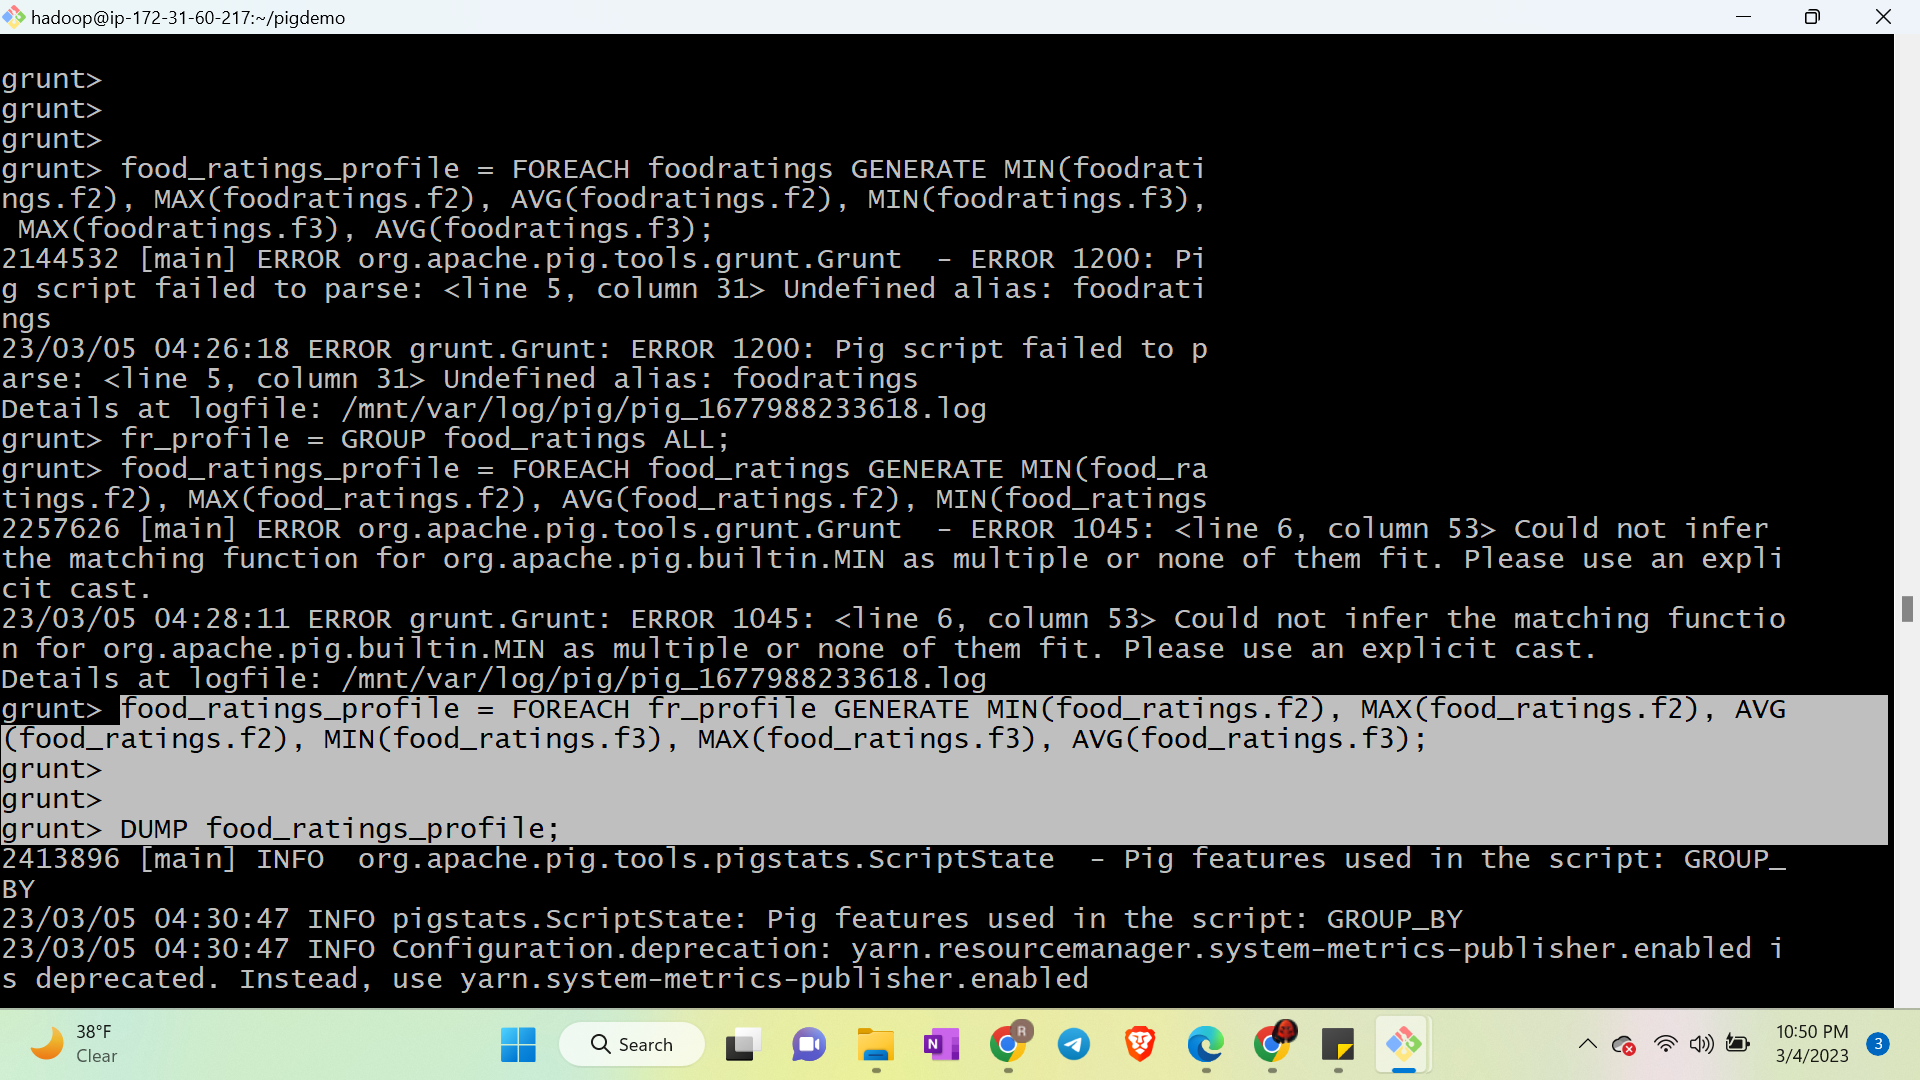 hadoop@ip-172-31-60-217:~/pigdemo
grunt>
grunt>
grunt>
grunt> food_ratings_profile = FOREACH foodratings GENERATE MIN(foodrati
ngs.f2), MAX(foodratings.f2), AVG(foodratings.f2), MIN(foodratings.f3),
 MAX(foodratings.f3), AVG(foodratings.f3);
2144532 [main] ERROR org.apache.pig.tools.grunt.Grunt  - ERROR 1200: Pi
g script failed to parse: <line 5, column 31> Undefined alias: foodrati
ngs
23/03/05 04:26:18 ERROR grunt.Grunt: ERROR 1200: Pig script failed to p
arse: <line 5, column 31> Undefined alias: foodratings
Details at logfile: /mnt/var/log/pig/pig_1677988233618.log
grunt> fr_profile = GROUP food_ratings ALL;
grunt> food_ratings_profile = FOREACH food_ratings GENERATE MIN(food_ra
tings.f2), MAX(food_ratings.f2), AVG(food_ratings.f2), MIN(food_ratings
2257626 [main] ERROR org.apache.pig.tools.grunt.Grunt  - ERROR 1045: <line 6, column 53> Could not infer
the matching function for org.apache.pig.builtin.MIN as multiple or none of them fit. Please use an expli
cit cast.
23/03/05 04:28:11 ERROR grunt.Grunt: ERROR 1045: <line 6, column 53> Could not infer the matching functio
n for org.apache.pig.builtin.MIN as multiple or none of them fit. Please use an explicit cast.
Details at logfile: /mnt/var/log/pig/pig_1677988233618.log
grunt> food_ratings_profile = FOREACH fr_profile GENERATE MIN(food_ratings.f2), MAX(food_ratings.f2), AVG
(food_ratings.f2), MIN(food_ratings.f3), MAX(food_ratings.f3), AVG(food_ratings.f3);
grunt>
grunt>
grunt> DUMP food_ratings_profile;
2413896 [main] INFO  org.apache.pig.tools.pigstats.ScriptState  - Pig features used in the script: GROUP_
BY
23/03/05 04:30:47 INFO pigstats.ScriptState: Pig features used in the script: GROUP_BY
23/03/05 04:30:47 INFO Configuration.deprecation: yarn.resourcemanager.system-metrics-publisher.enabled i
s deprecated. Instead, use yarn.system-metrics-publisher.enabled
38°F
Clear
Search
N
R
10:50 PM
3/4/2023
3